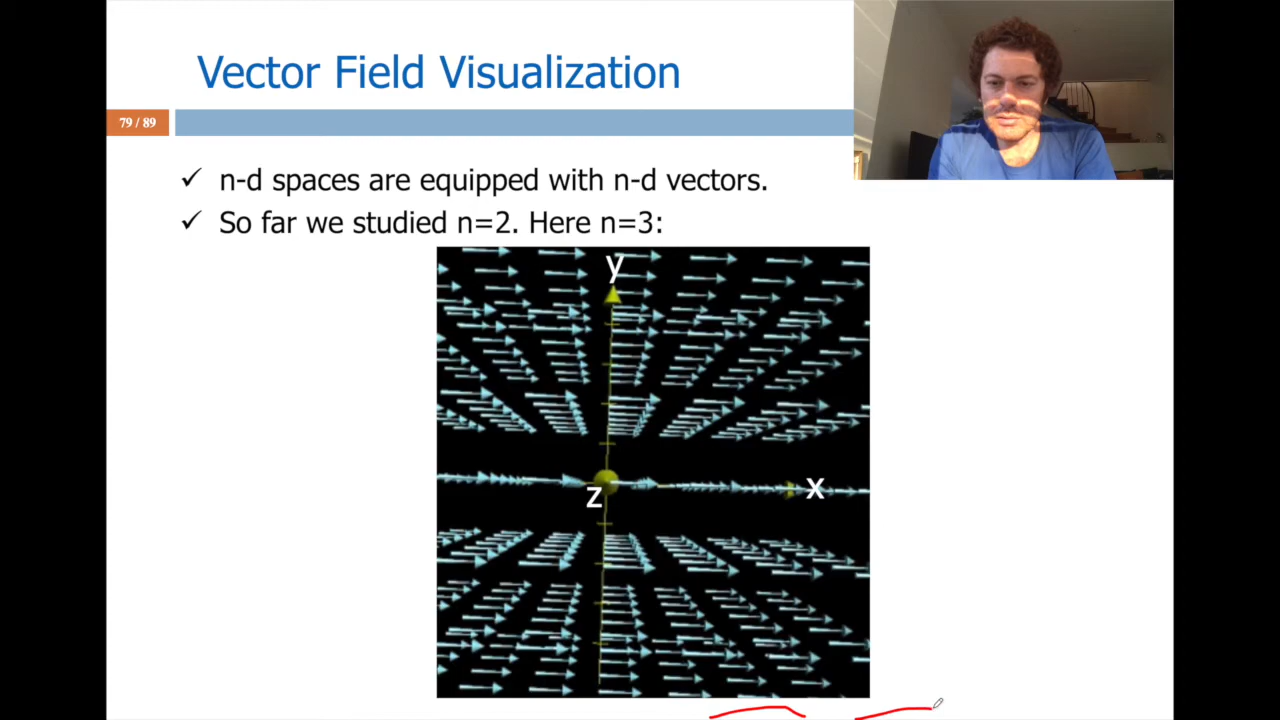 Vector Field Visualization
79 / 89
✓ n-d spaces are equipped with n-d vectors.
✓ So far we studied n=2. Here n=3:
y
z
x